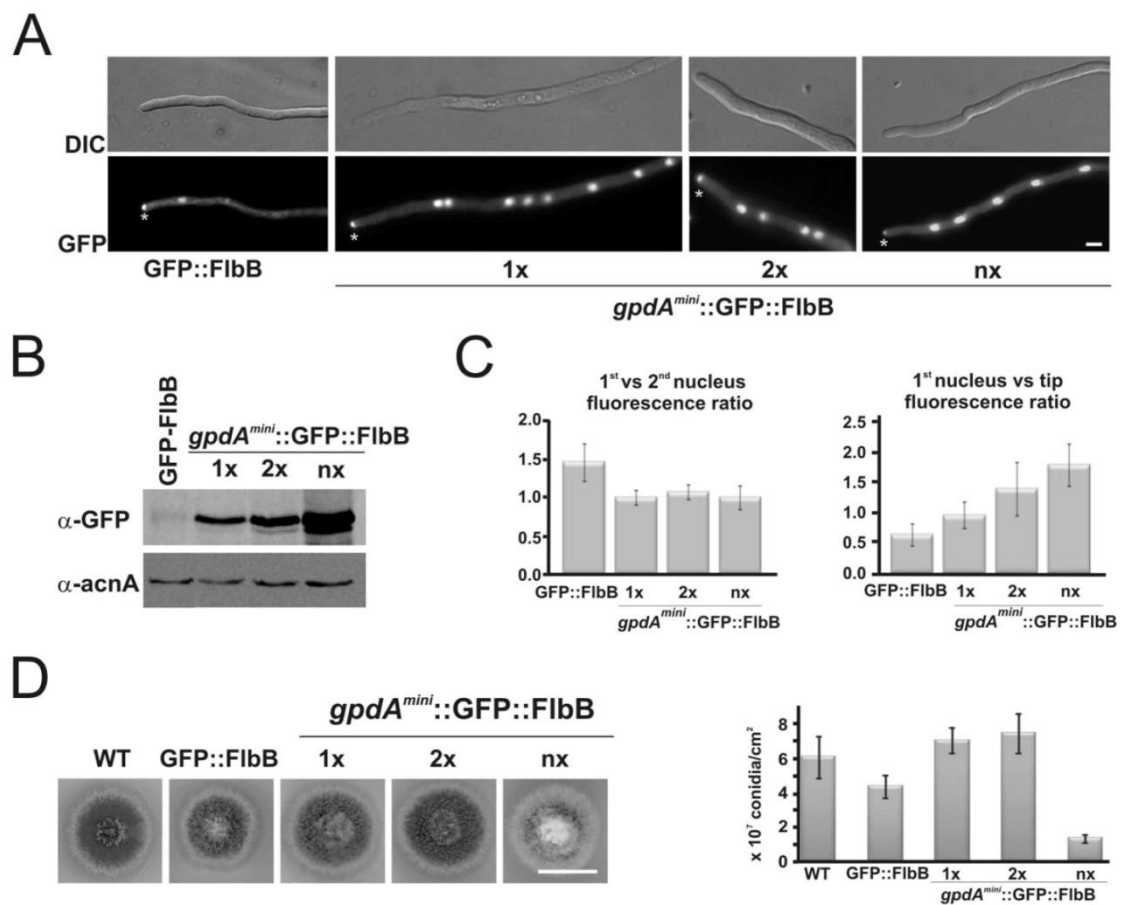 A
DIC
GFP
*
*
*
*
GFP::FlbB
1x
2x
nx
gpdA^mini::GFP::FlbB
B
GFP-FlbB
gpdA^mini::GFP::FlbB
1x
2x
nx
α-GFP
α-acnA
C
1st vs 2nd nucleus
fluorescence ratio
2.0
1.5
1.0
0.5
0.0
GFP::FlbB
1x
2x
nx
gpdA^mini::GFP::FlbB
1st nucleus vs tip
fluorescence ratio
2.5
2.0
1.5
1.0
0.5
0.0
GFP::FlbB
1x
2x
nx
gpdA^mini::GFP::FlbB
D
gpdA^mini::GFP::FlbB
WT
GFP::FlbB
1x
2x
nx
x 10^7 conidia/cm^2
8
6
4
2
0
WT
GFP::FlbB
1x
2x
nx
gpdA^mini::GFP::FlbB